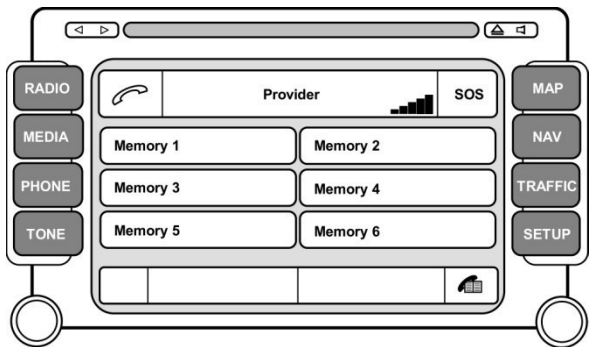 RADIO
MEDIA
PHONE
TONE
Provider
SOS
Memory 1
Memory 2
Memory 3
Memory 4
Memory 5
Memory 6
MAP
NAV
TRAFFIC
SETUP